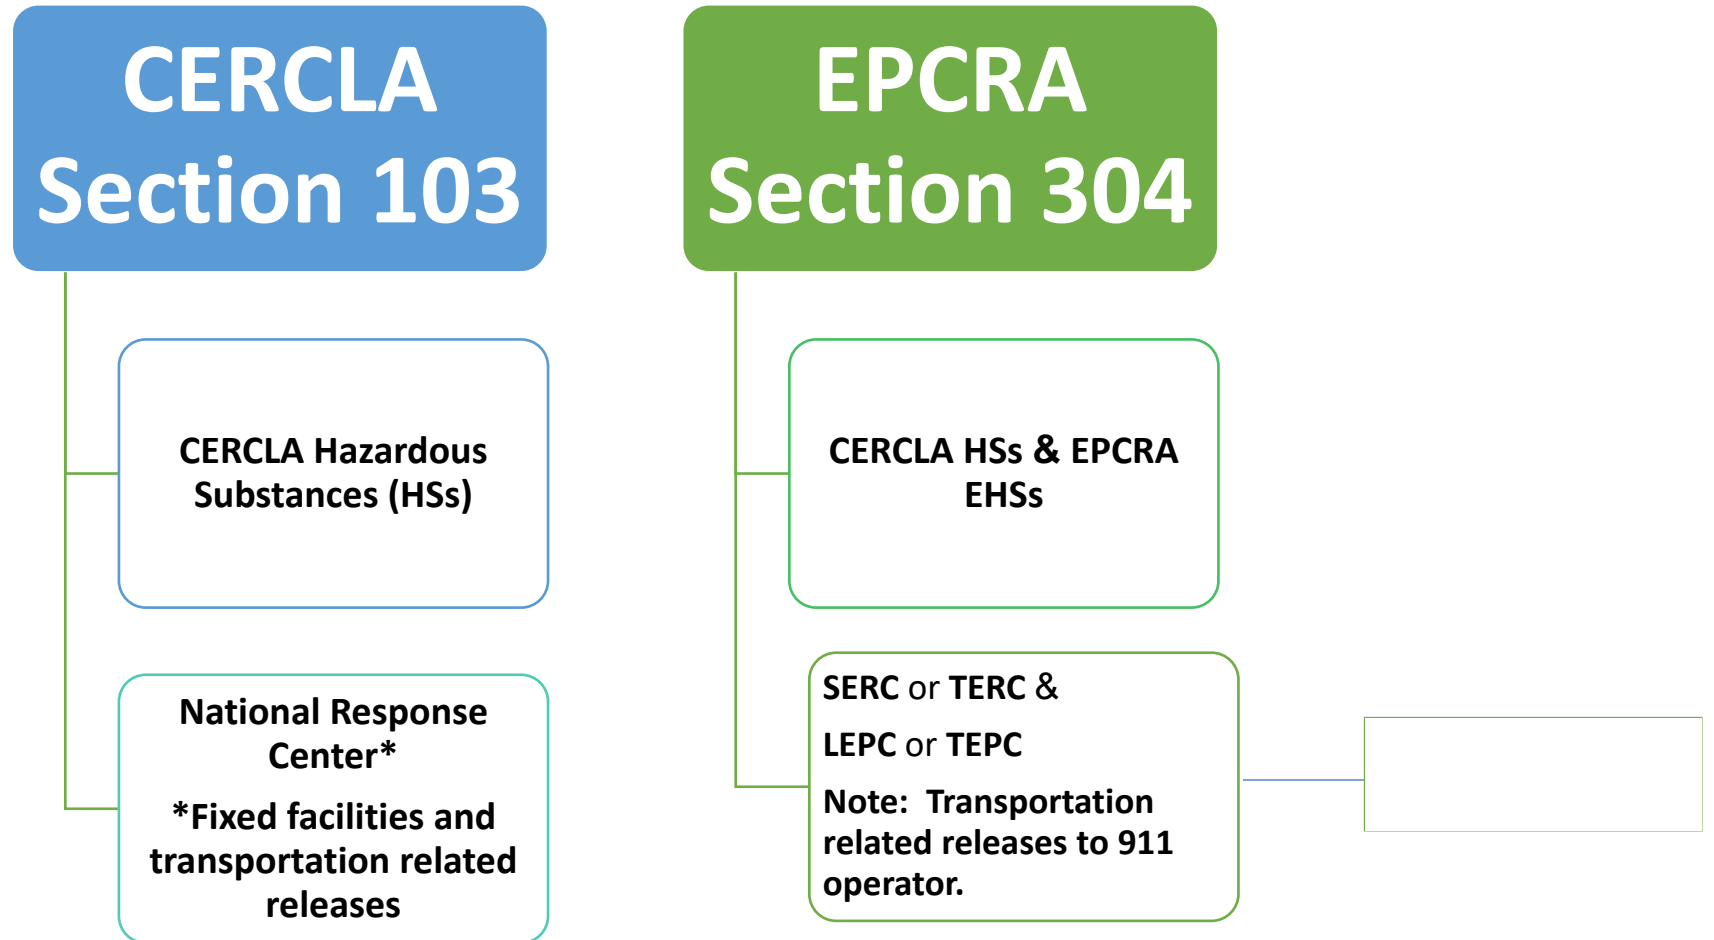 CERCLA
Section 103
CERCLA Hazardous
Substances (HSs)
National Response
Center*
*Fixed facilities and
transportation related
releases
EPCRA
Section 304
CERCLA HSs & EPCRA
EHSs
SERC or TERC &
LEPC or TEPC
Note:  Transportation
related releases to 911
operator.